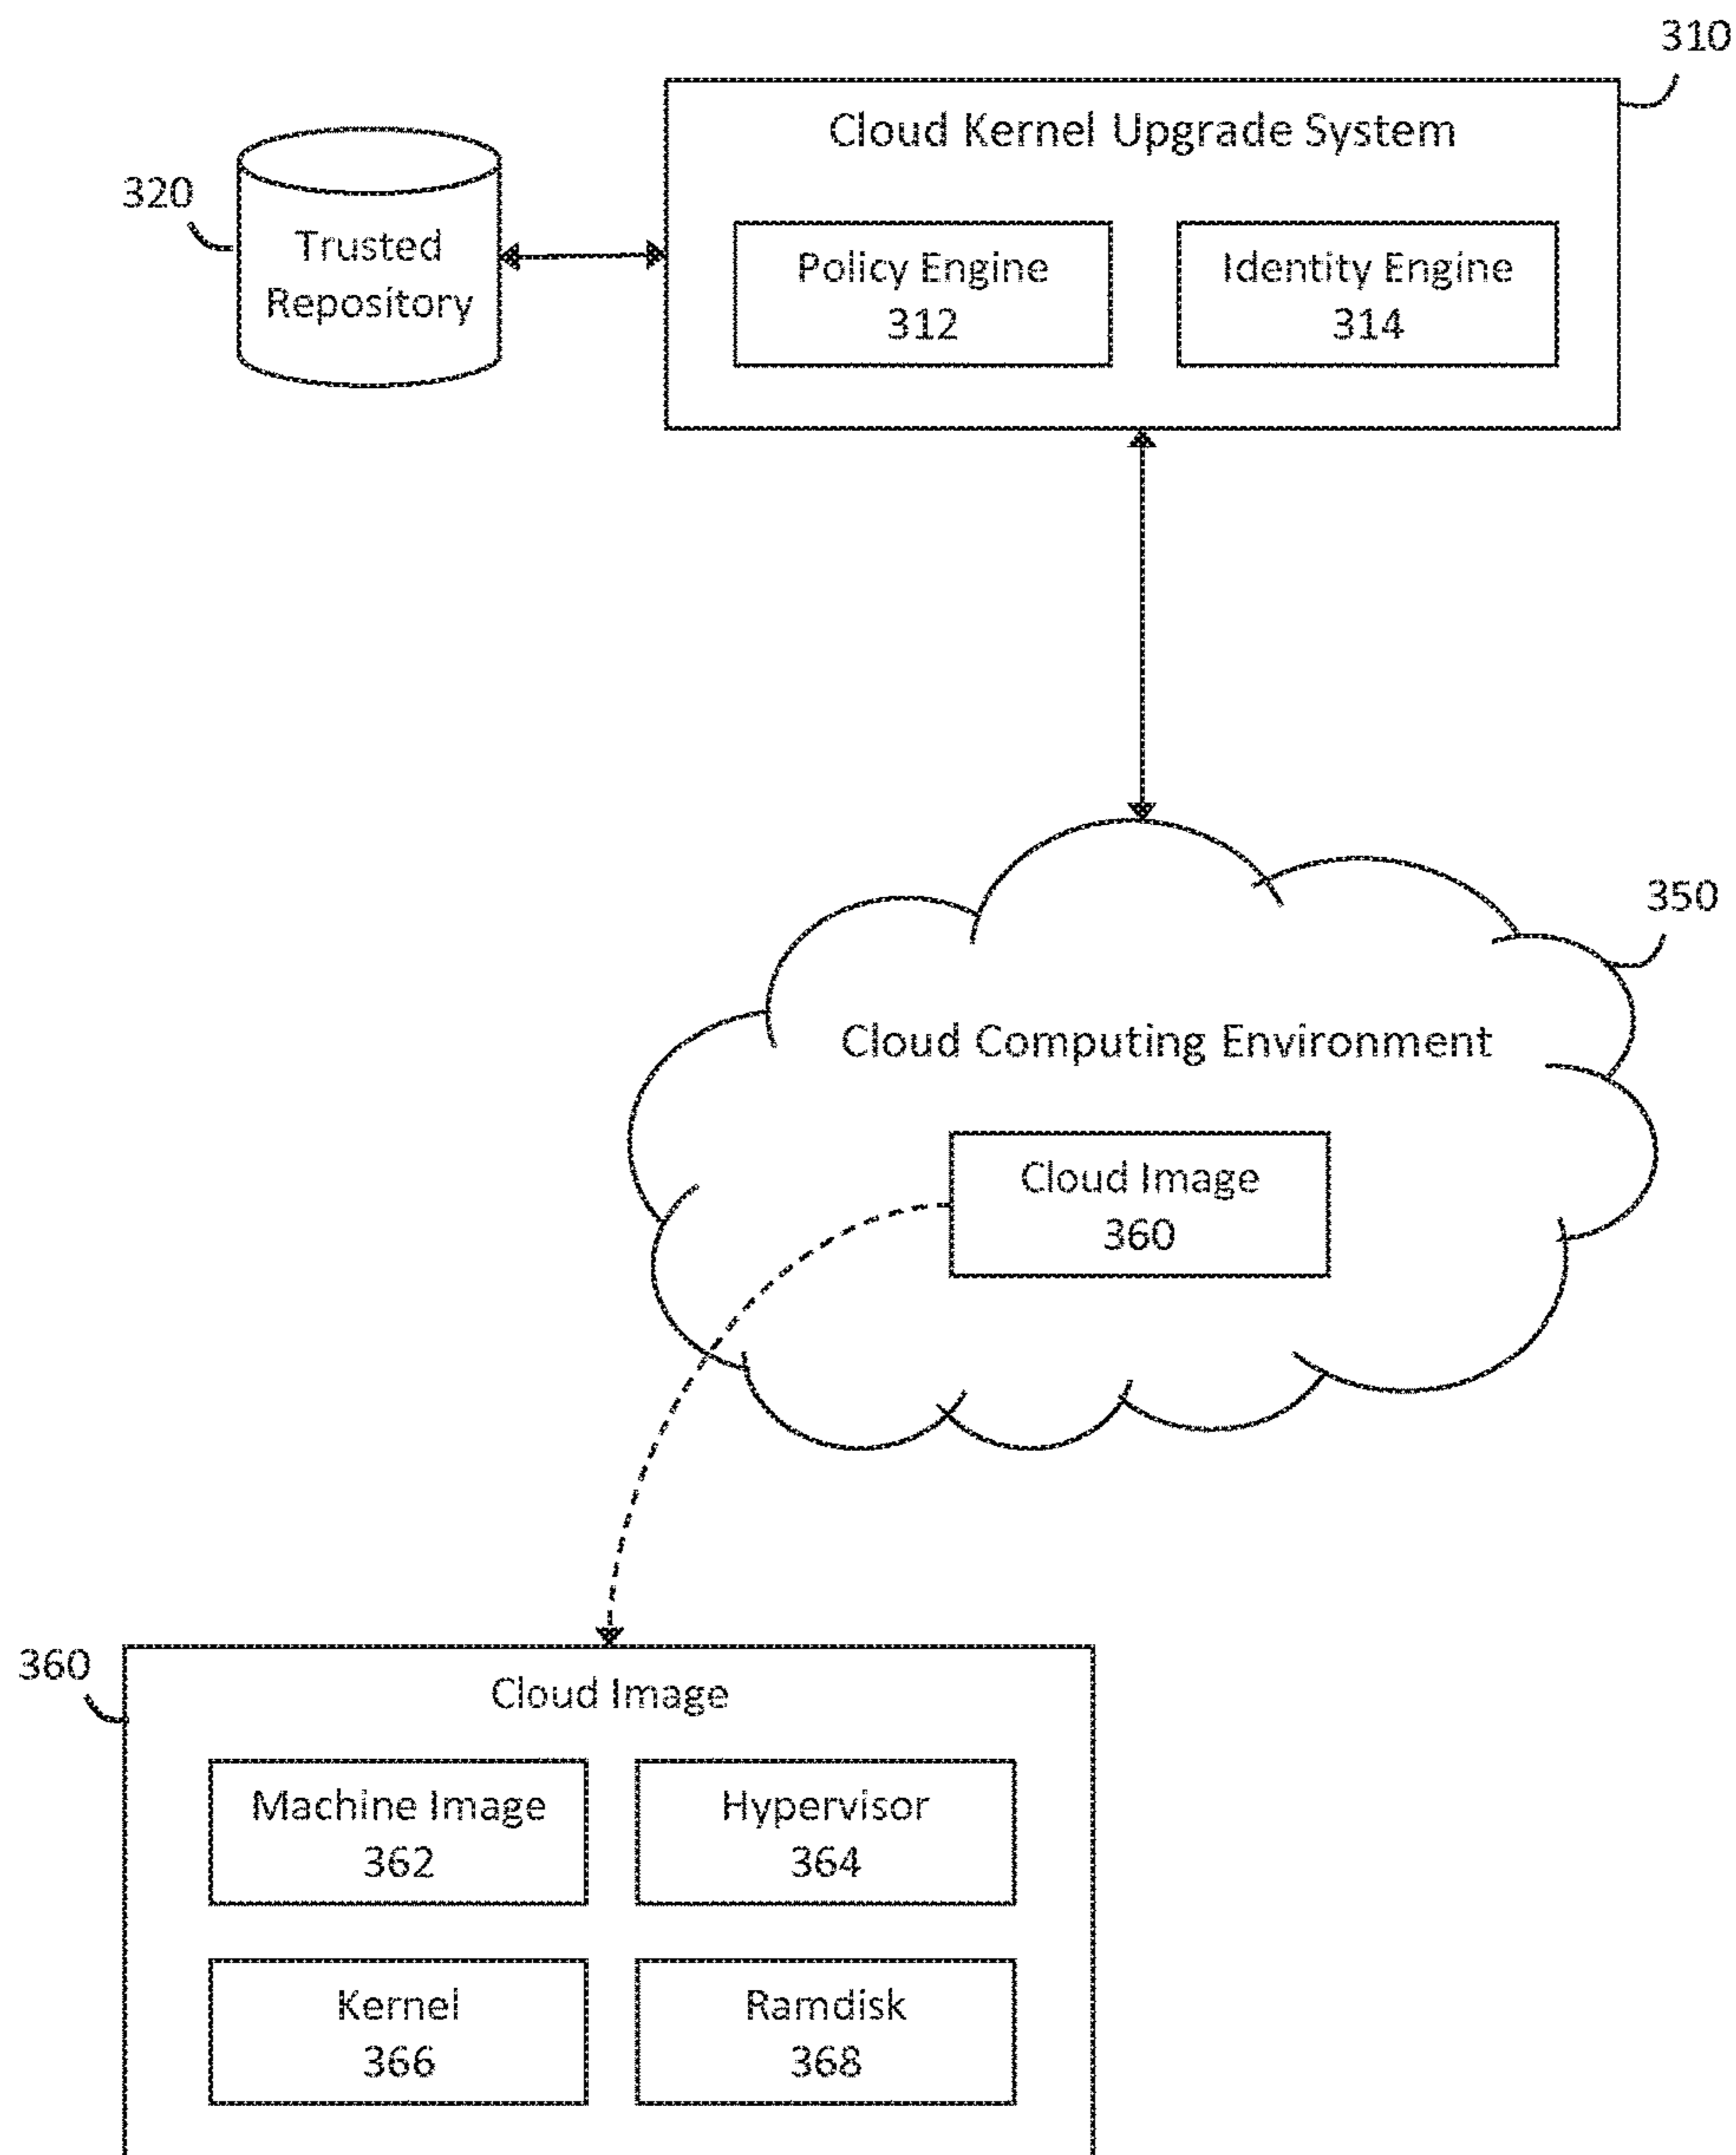 310
Cloud Kernel Upgrade System
320
Trusted
Repository
Policy Engine
312
Identity Engine
314
350
Cloud Computing Environment
Cloud Image
360
360
Cloud Image
Machine Image
362
Hypervisor
364
Kernel
366
Ramdisk
368